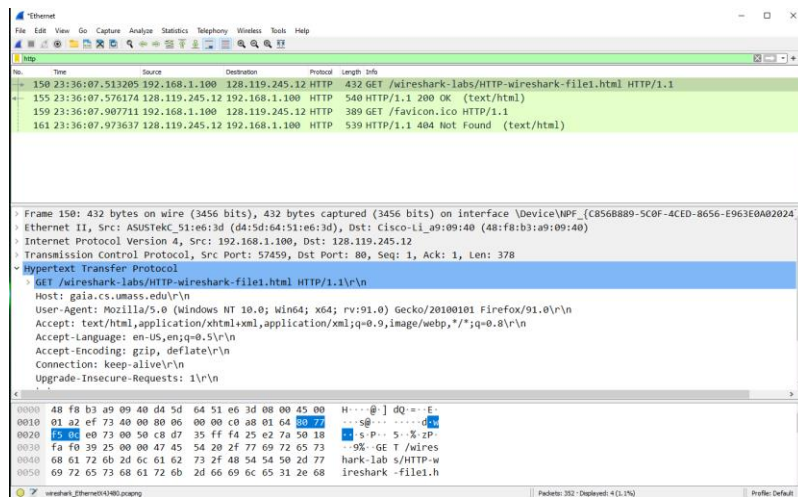 *Ethernet
File Edit View Go Capture Analyze Statistics Telephony Wireless Tools Help
http
No. Time Source Destination Protocol Length Info
150 23:36:07.513205 192.168.1.100 128.119.245.12 HTTP 432 GET /wireshark-labs/HTTP-wireshark-file1.html HTTP/1.1
155 23:36:07.576174 128.119.245.12 192.168.1.100 HTTP 540 HTTP/1.1 200 OK (text/html)
159 23:36:07.907711 192.168.1.100 128.119.245.12 HTTP 389 GET /favicon.ico HTTP/1.1
161 23:36:07.973637 128.119.245.12 192.168.1.100 HTTP 539 HTTP/1.1 404 Not Found (text/html)
Frame 150: 432 bytes on wire (3456 bits), 432 bytes captured (3456 bits) on interface \Device\NPF_{C856B889-5C0F-4CED-8656-E963E0A02024
Ethernet II, Src: ASUSTekC_51:e6:3d (d4:5d:64:51:e6:3d), Dst: Cisco-Li_a9:09:40 (48:f8:b3:a9:09:40)
Internet Protocol Version 4, Src: 192.168.1.100, Dst: 128.119.245.12
Transmission Control Protocol, Src Port: 57459, Dst Port: 80, Seq: 1, Ack: 1, Len: 378
Hypertext Transfer Protocol
GET /wireshark-labs/HTTP-wireshark-file1.html HTTP/1.1\r\n
Host: gaia.cs.umass.edu\r\n
User-Agent: Mozilla/5.0 (Windows NT 10.0; Win64; x64; rv:91.0) Gecko/20100101 Firefox/91.0\r\n
Accept: text/html,application/xhtml+xml,application/xml;q=0.9,image/webp,*/*;q=0.8\r\n
Accept-Language: en-US,en;q=0.5\r\n
Accept-Encoding: gzip, deflate\r\n
Connection: keep-alive\r\n
Upgrade-Insecure-Requests: 1\r\n
0000 48 f8 b3 a9 09 40 d4 5d 64 51 e6 3d 08 00 45 00 H····@·] dQ·=··E·
0010 01 a2 ef 73 40 00 80 06 00 00 c0 a8 01 64 80 77 ···s@··· ·····d·w
0020 f5 0c e0 73 00 50 c8 d7 35 ff f4 25 e2 7a 50 18 ···s·P·· 5··%·zP·
0030 fa f0 39 25 00 00 47 45 54 20 2f 77 69 72 65 73 ··9%··GE T /wires
0040 68 61 72 6b 2d 6c 61 62 73 2f 48 54 54 50 2d 77 hark-lab s/HTTP-w
0050 69 72 65 73 68 61 72 6b 2d 66 69 6c 65 31 2e 68 ireshark -file1.h
wireshark_EthernetX4J480.pcapng Packets: 352 · Displayed: 4 (1.1%) Profile: Default